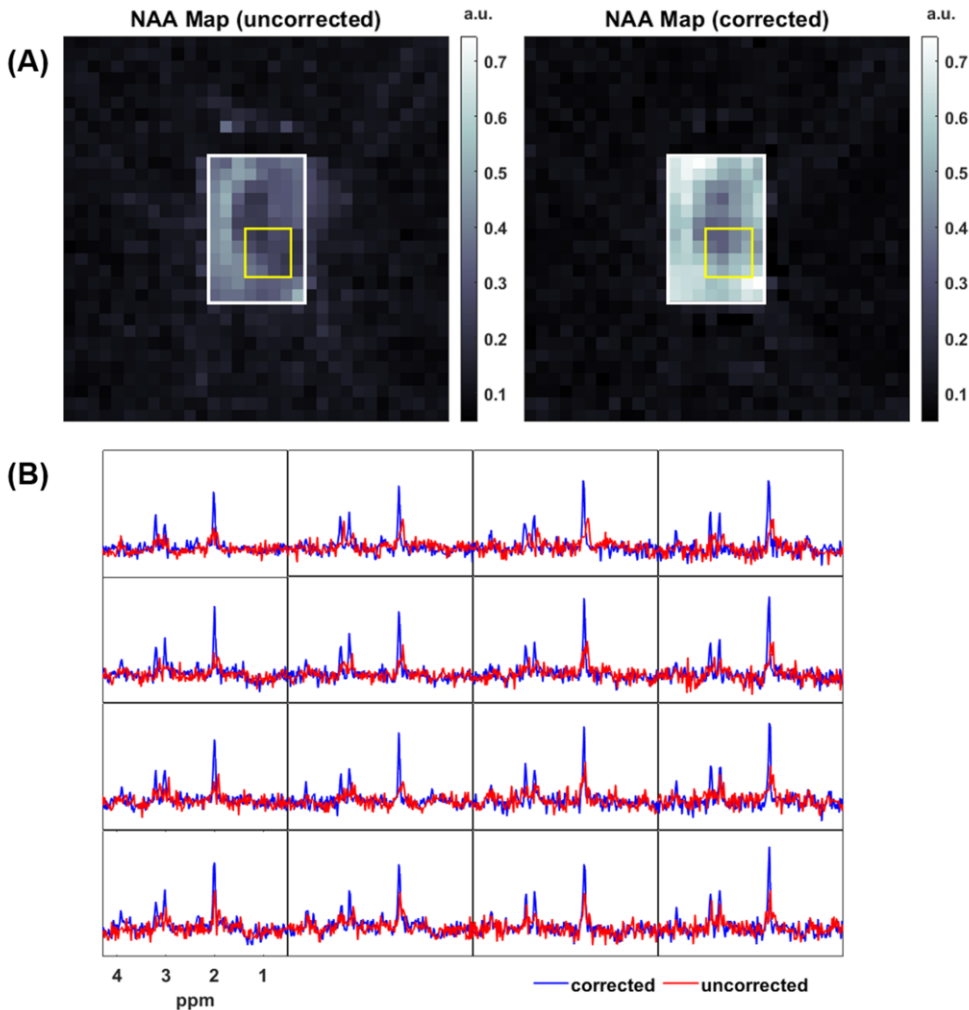 NAA Map (uncorrected)
a.u.
NAA Map (corrected)
a.u.
(A)
0.7
0.6
0.5
0.4
0.3
0.2
0.1
0.7
0.6
0.5
0.4
0.3
0.2
0.1
(B)
4 3 2 1
ppm
corrected
uncorrected